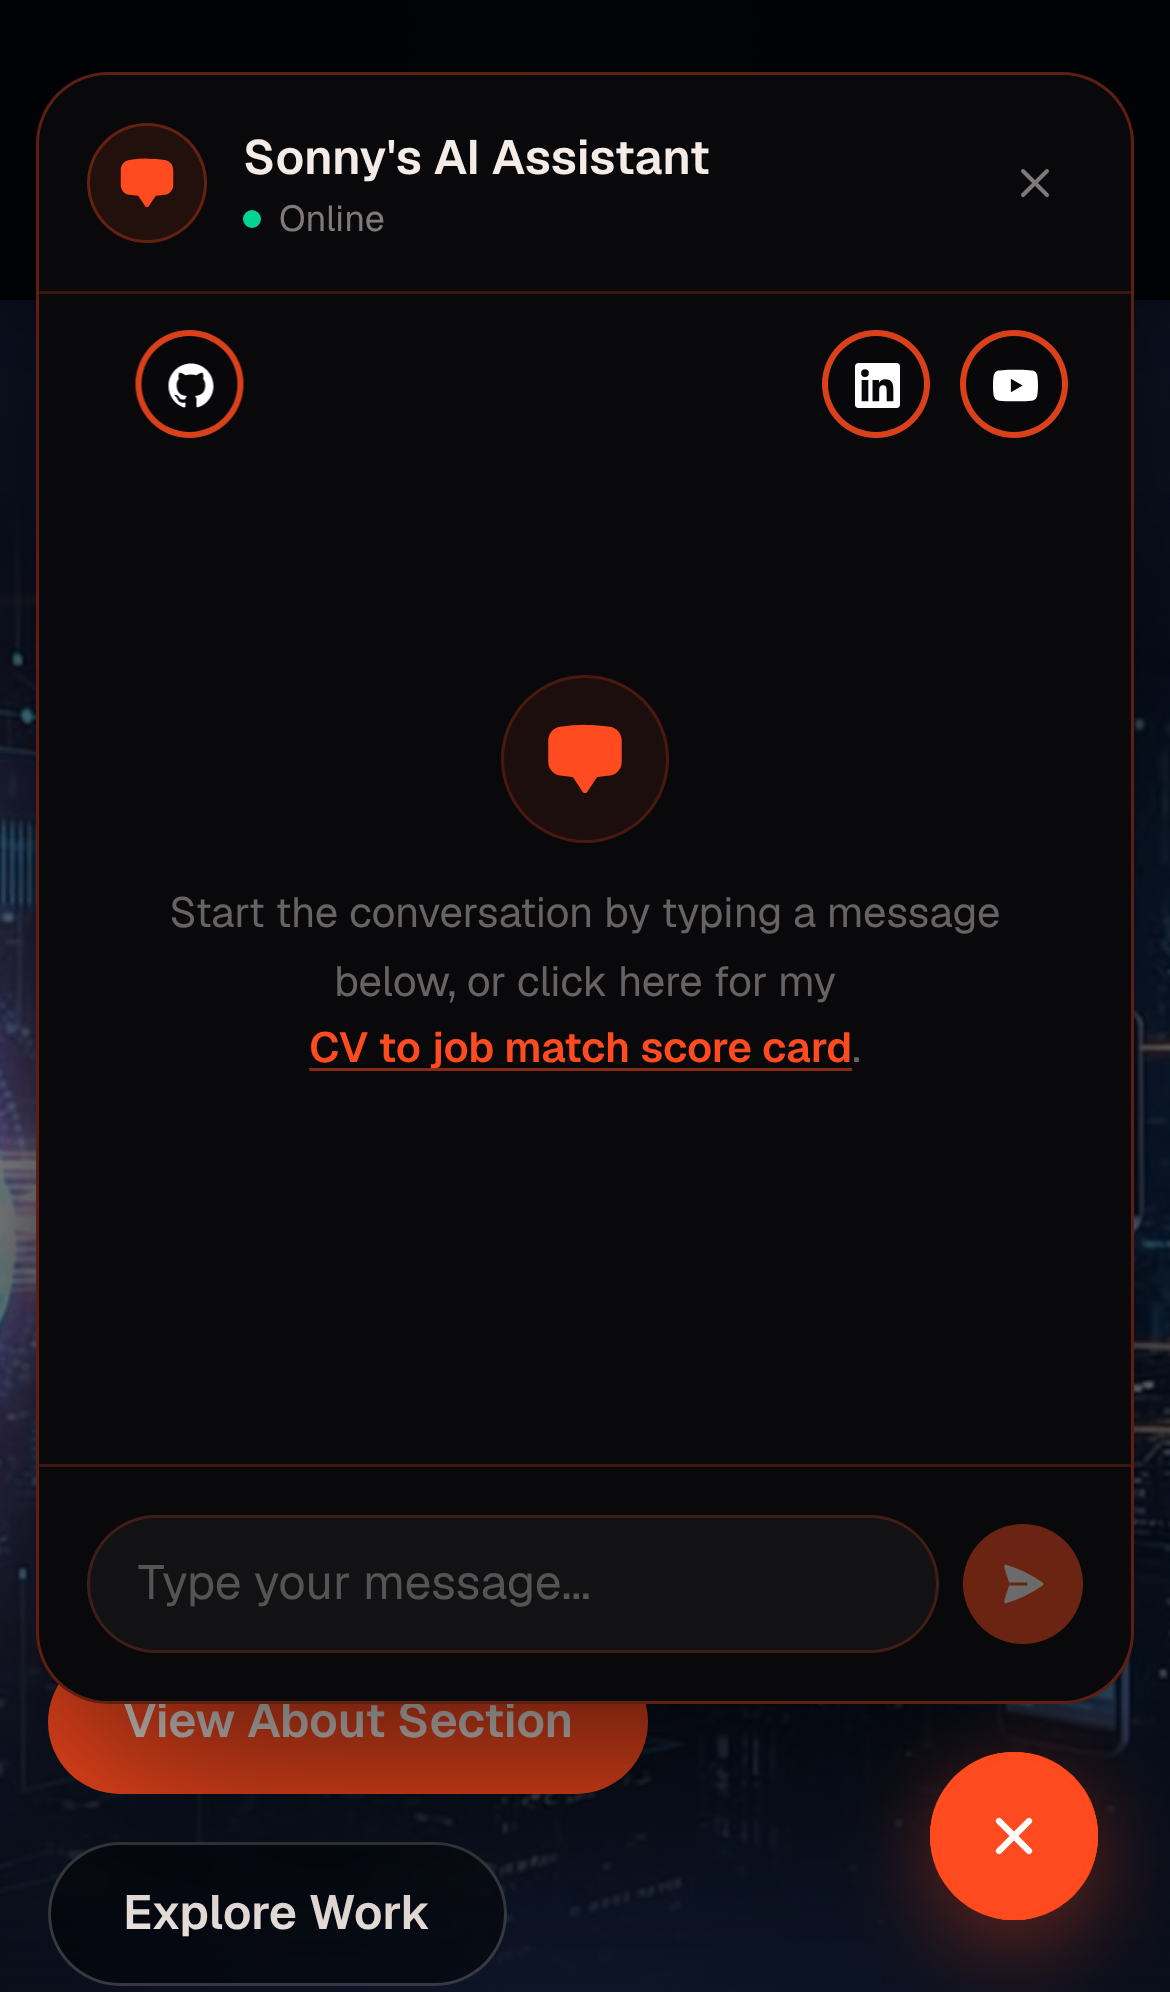 Sonny's AI Assistant
Online
in
Start the conversation by typing a message
below, or click here for my
CV to job match score card.
Type your message...
View About Section
Explore Work